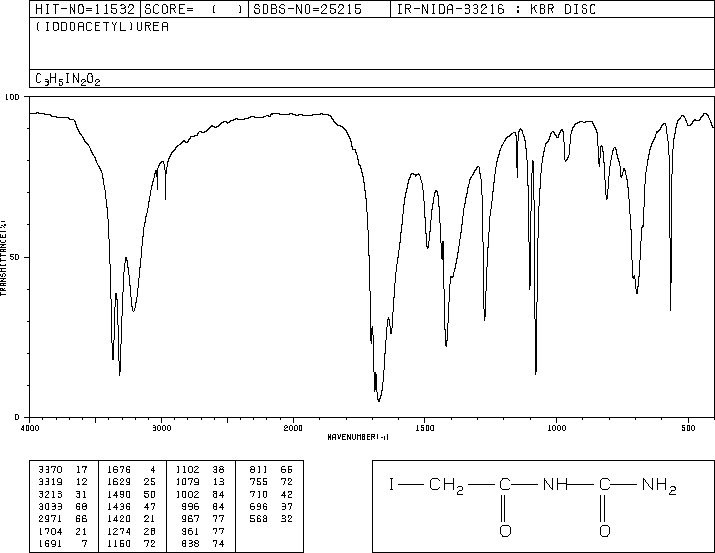 HIT-NO=11532 SCORE= ( ) SDBS-NO=25215 IR-NIDA-33216 : KBR DISC
(IODOACETYL)UREA
C3H5IN2O2
100
TRANSMITTANCE(%)
50
0
4000 3000 2000 1500 1000 500
WAVENUMBER(-1)
3370 17 1676 4 1102 38 811 66
3319 12 1629 25 1079 13 755 72
3213 31 1490 50 1002 84 710 42
3033 68 1436 47 996 84 696 37
2971 66 1420 21 967 77 568 32
1704 21 1274 28 961 77
1691 7 1150 72 838 74
I CH2 C NH C NH2
O O